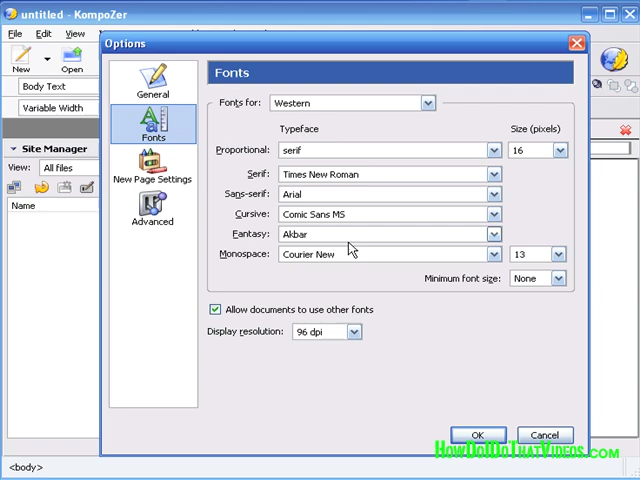 untitled - KompoZer
File Edit View
Options
New
Open
Body Text
Variable Width
Site Manager
View: All files
Name
General
Fonts
New Page Settings
Advanced
Fonts
Fonts for: Western
Typeface Size (pixels)
Proportional: serif 16
Serif: Times New Roman
Sans-serif: Arial
Cursive: Comic Sans MS
Fantasy: Akbar
Monospace: Courier New 13
Minimum font size: None
Allow documents to use other fonts
Display resolution: 96 dpi
OK Cancel
HowDoIDoThatVideos.com
<body>